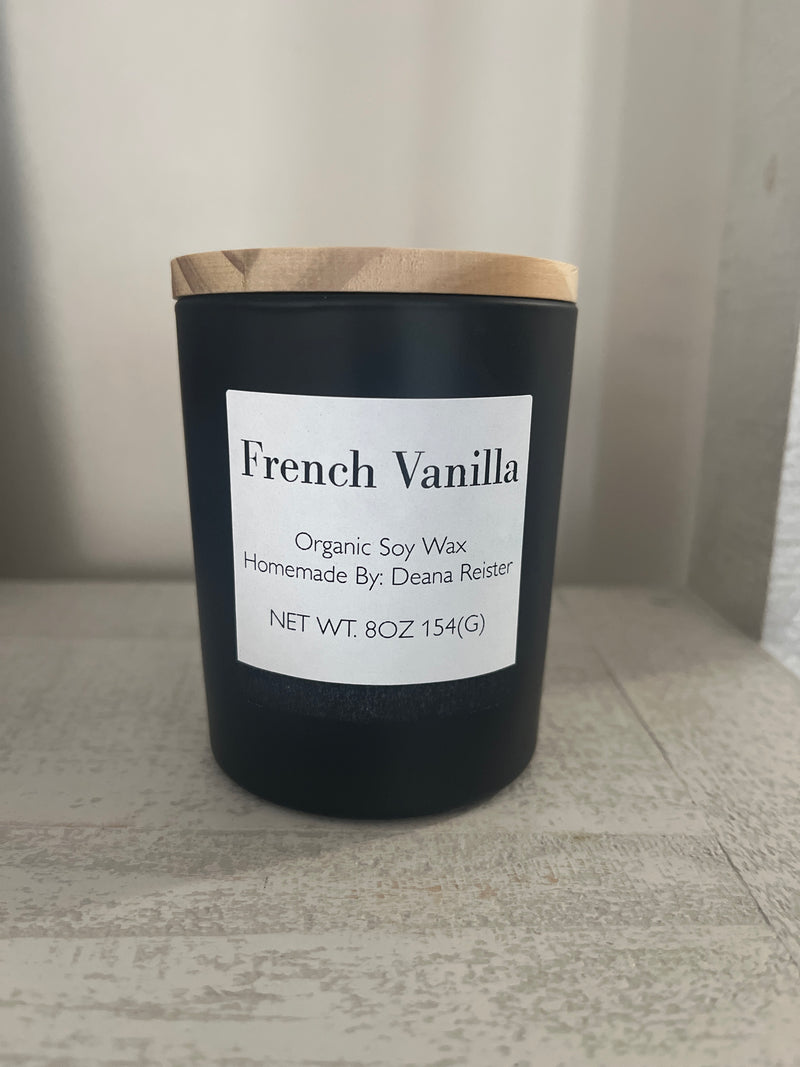 French Vanilla
Organic Soy Wax
Homemade By: Deana Reister
NET WT. 8OZ 154(G)